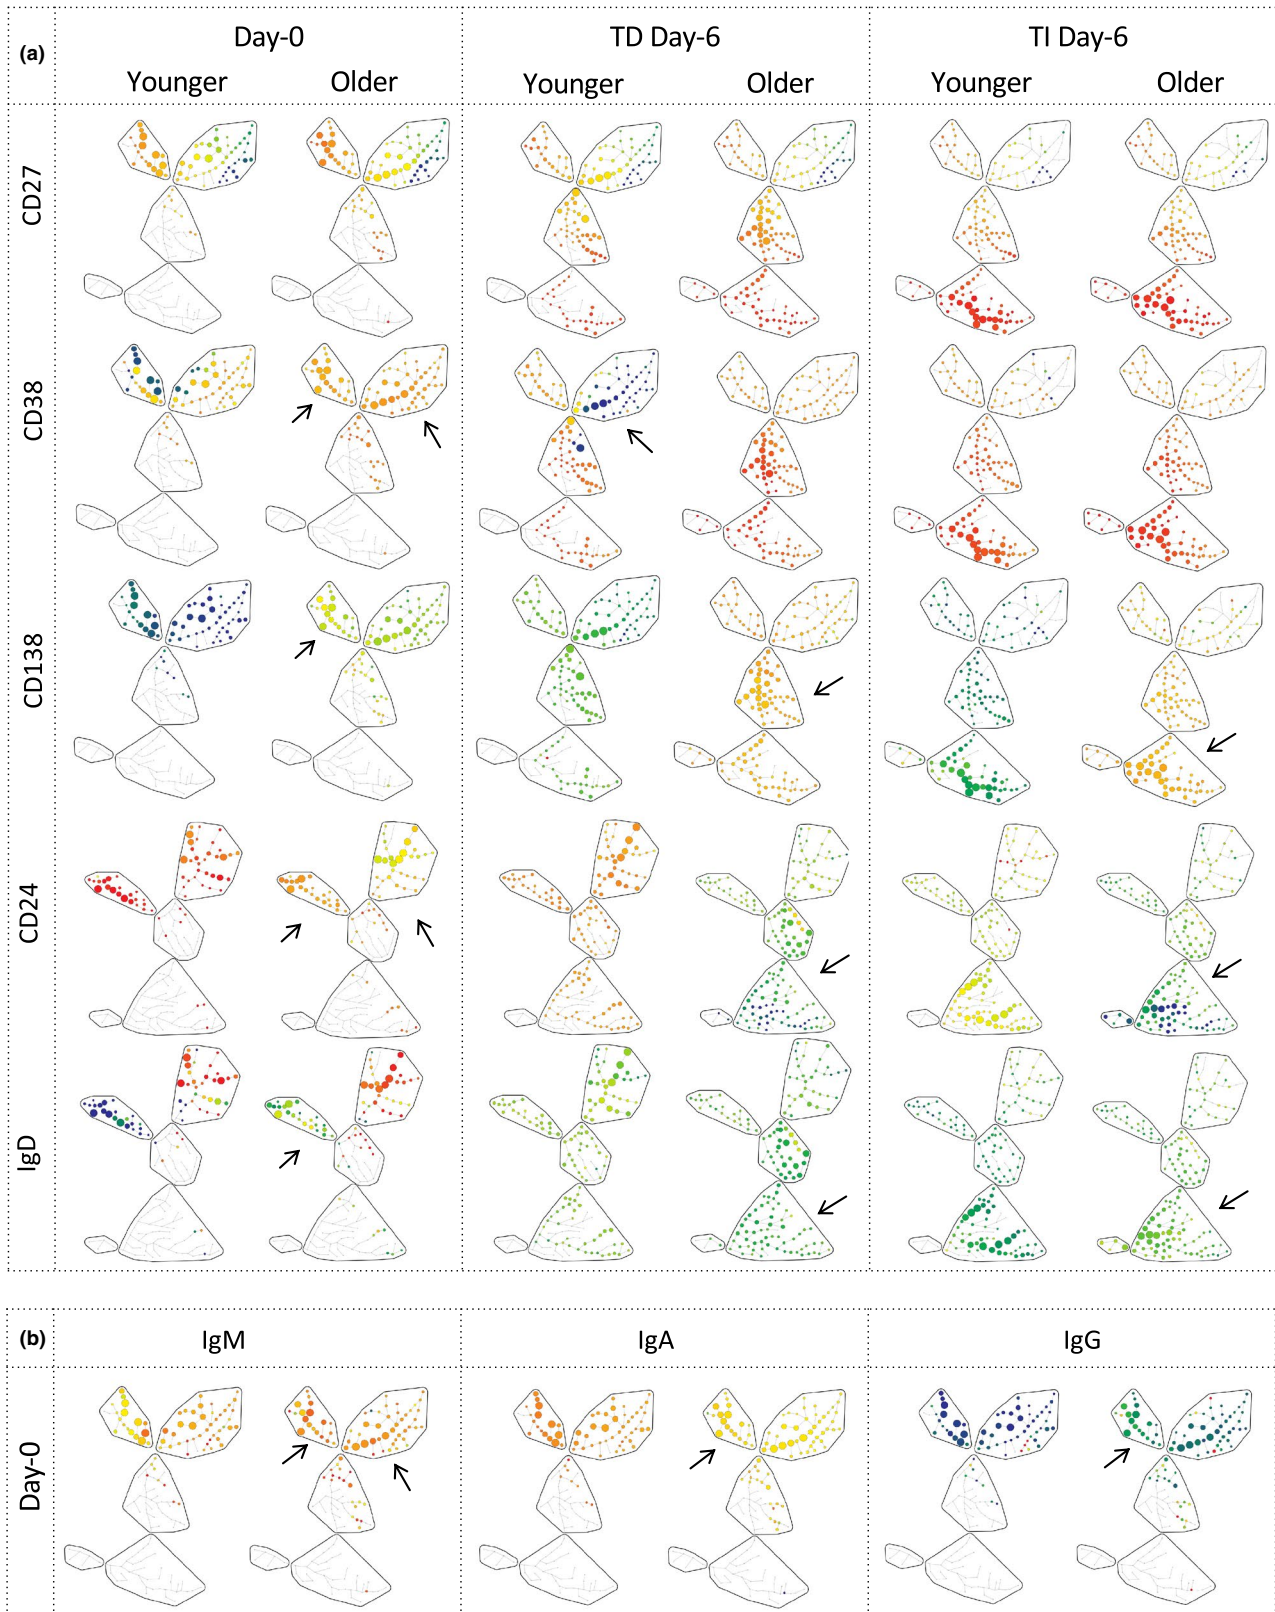 (a)
Day-0 TD Day-6 TI Day-6
Younger Older Younger Older Younger Older
CD27
CD38
CD138
CD24
IgD
(b)
IgM IgA IgG
Day-0